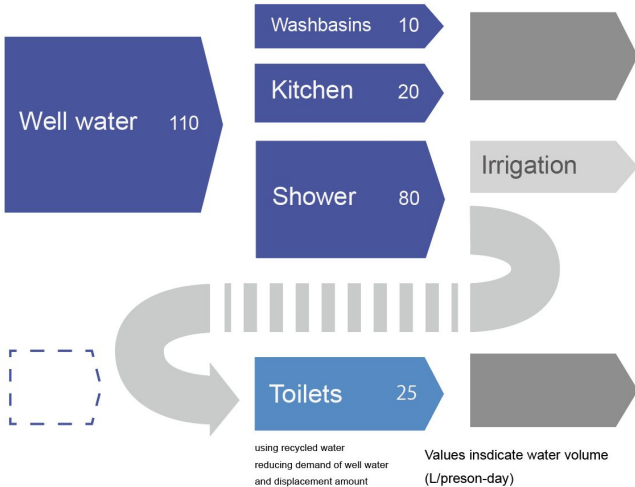 Well water 110
Washbasins 10
Kitchen 20
Shower 80
Irrigation
Toilets 25
using recycled water
reducing demand of well water
and displacement amount
Values insdicate water volume
(L/preson-day)